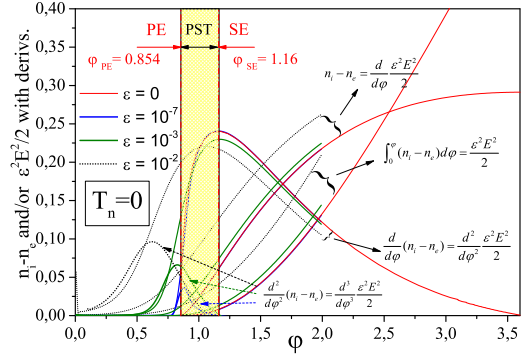 n_i-n_e and/or ε²E²/2 with derivs.
0,40
0,35
0,30
0,25
0,20
0,15
0,10
0,05
0,00
PE
PST
SE
φ_PE=0.854
φ_SE=1.16
ε = 0
ε = 10⁻⁷
ε = 10⁻³
ε = 10⁻²
T_n=0
n_i − n_e = d/dφ ε²E²/2
∫₀^φ (n_i − n_e)dφ = ε²E²/2
d/dφ (n_i − n_e) = d²/dφ² ε²E²/2
d²/dφ² (n_i − n_e) = d³/dφ³ ε²E²/2
0,0 0,5 1,0 1,5 2,0 2,5 3,0 3,5
φ